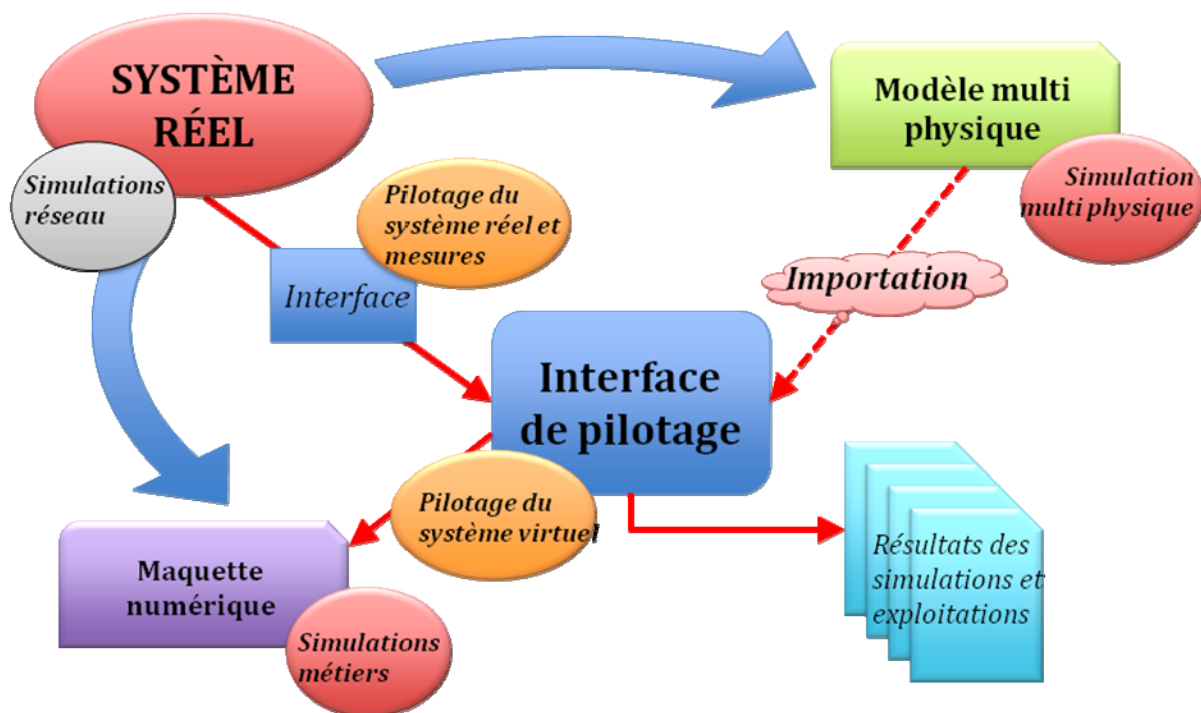 SYSTÈME
RÉEL
Simulations
réseau
Pilotage du
système réel et
mesures
Interface
Modèle multi
physique
Simulation
multi physique
Importation
Interface
de pilotage
Pilotage du
système virtuel
Maquette
numérique
Simulations
métiers
Résultats des
simulations et
exploitations